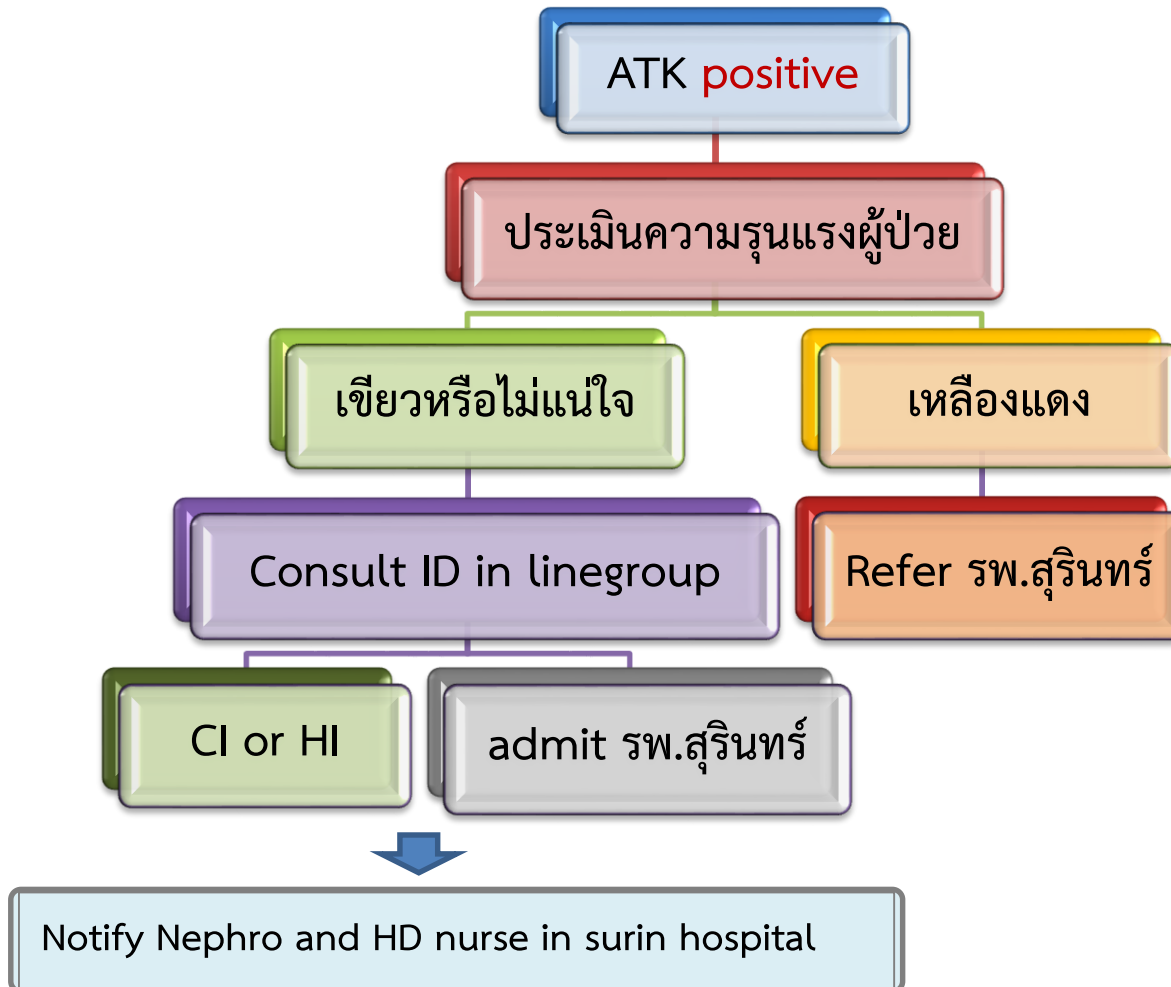 ATK positive
ประเมินความรุนแรงผู้ป่วย
เขียวหรือไม่แน่ใจ
เหลืองแดง
Consult ID in linegroup
Refer รพ.สุรินทร์
CI or HI
admit รพ.สุรินทร์
Notify Nephro and HD nurse in surin hospital